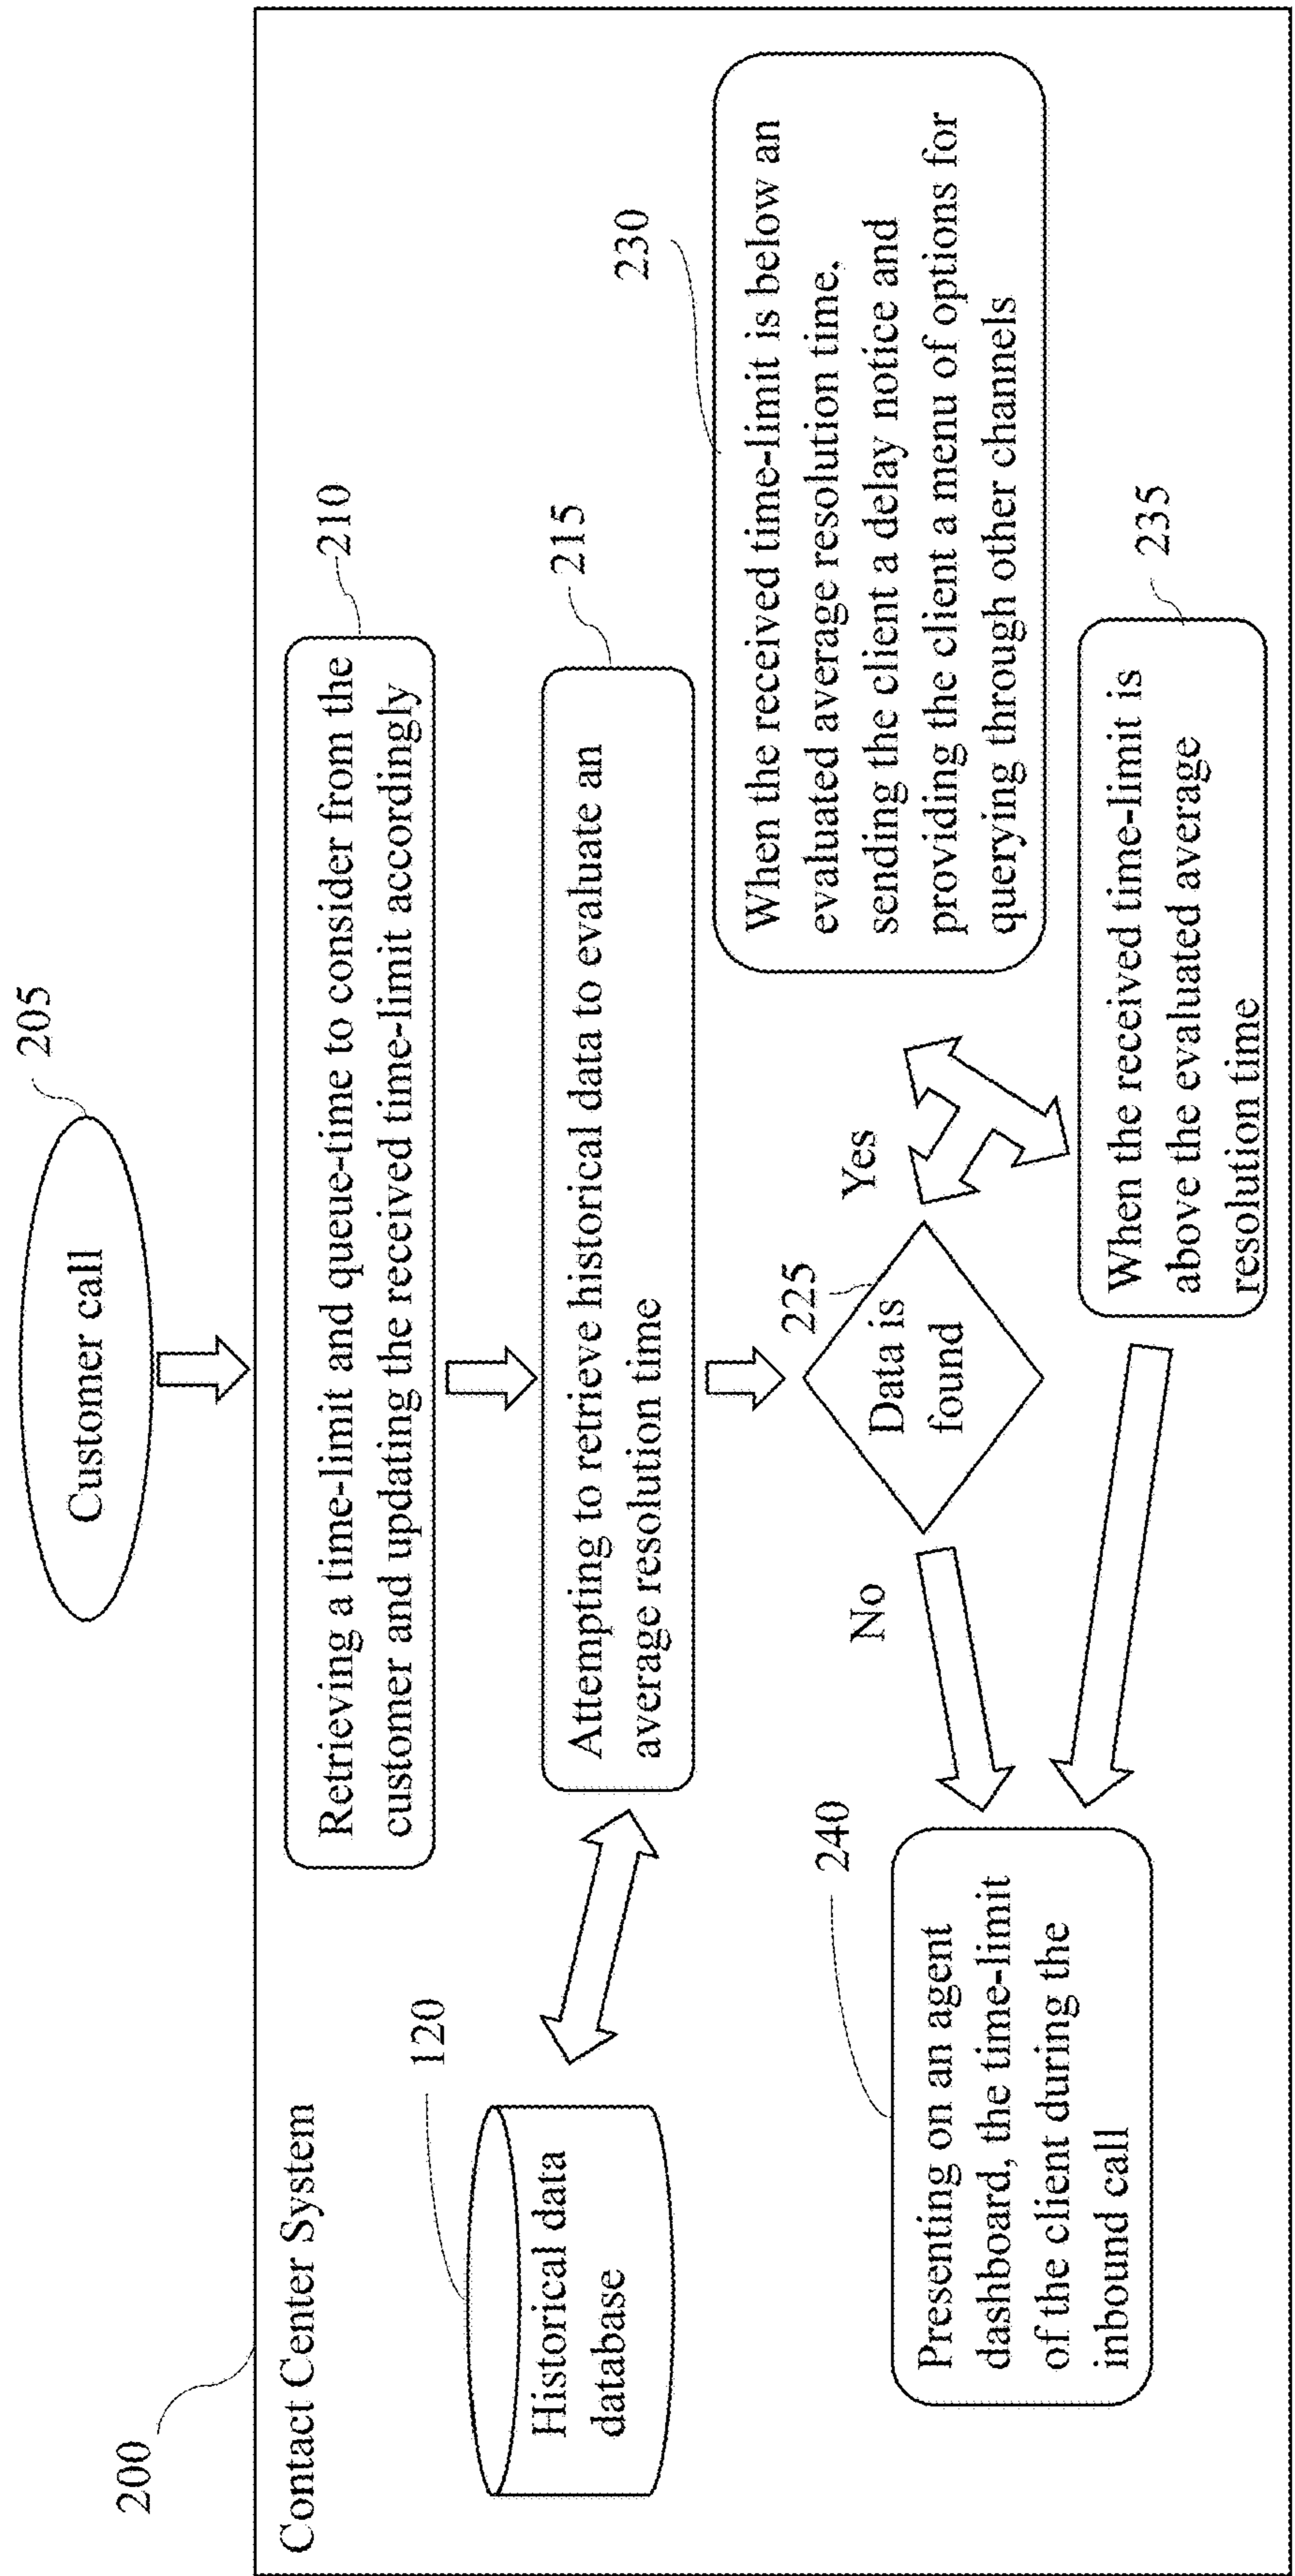 Customer call
205
200
Contact Center System
Retrieving a time-limit and queue-time to consider from the
customer and updating the received time-limit accordingly
210
Historical data
database
120
Attempting to retrieve historical data to evaluate an
average resolution time
215
Data is
found
225
No
Yes
When the received time-limit is below an
evaluated average resolution time,
sending the client a delay notice and
providing the client a menu of options for
querying through other channels
230
When the received time-limit is
above the evaluated average
resolution time
235
Presenting on an agent
dashboard, the time-limit
of the client during the
inbound call
240